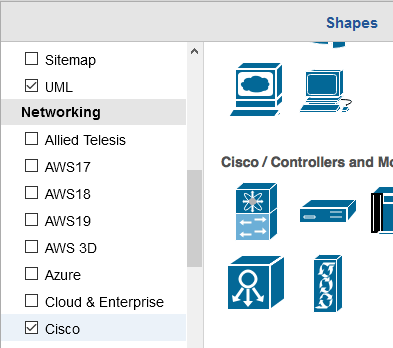 Shapes
Sitemap
UML
Networking
Allied Telesis
AWS17
AWS18
AWS19
AWS 3D
Azure
Cloud & Enterprise
Cisco
Cisco / Controllers and Mo